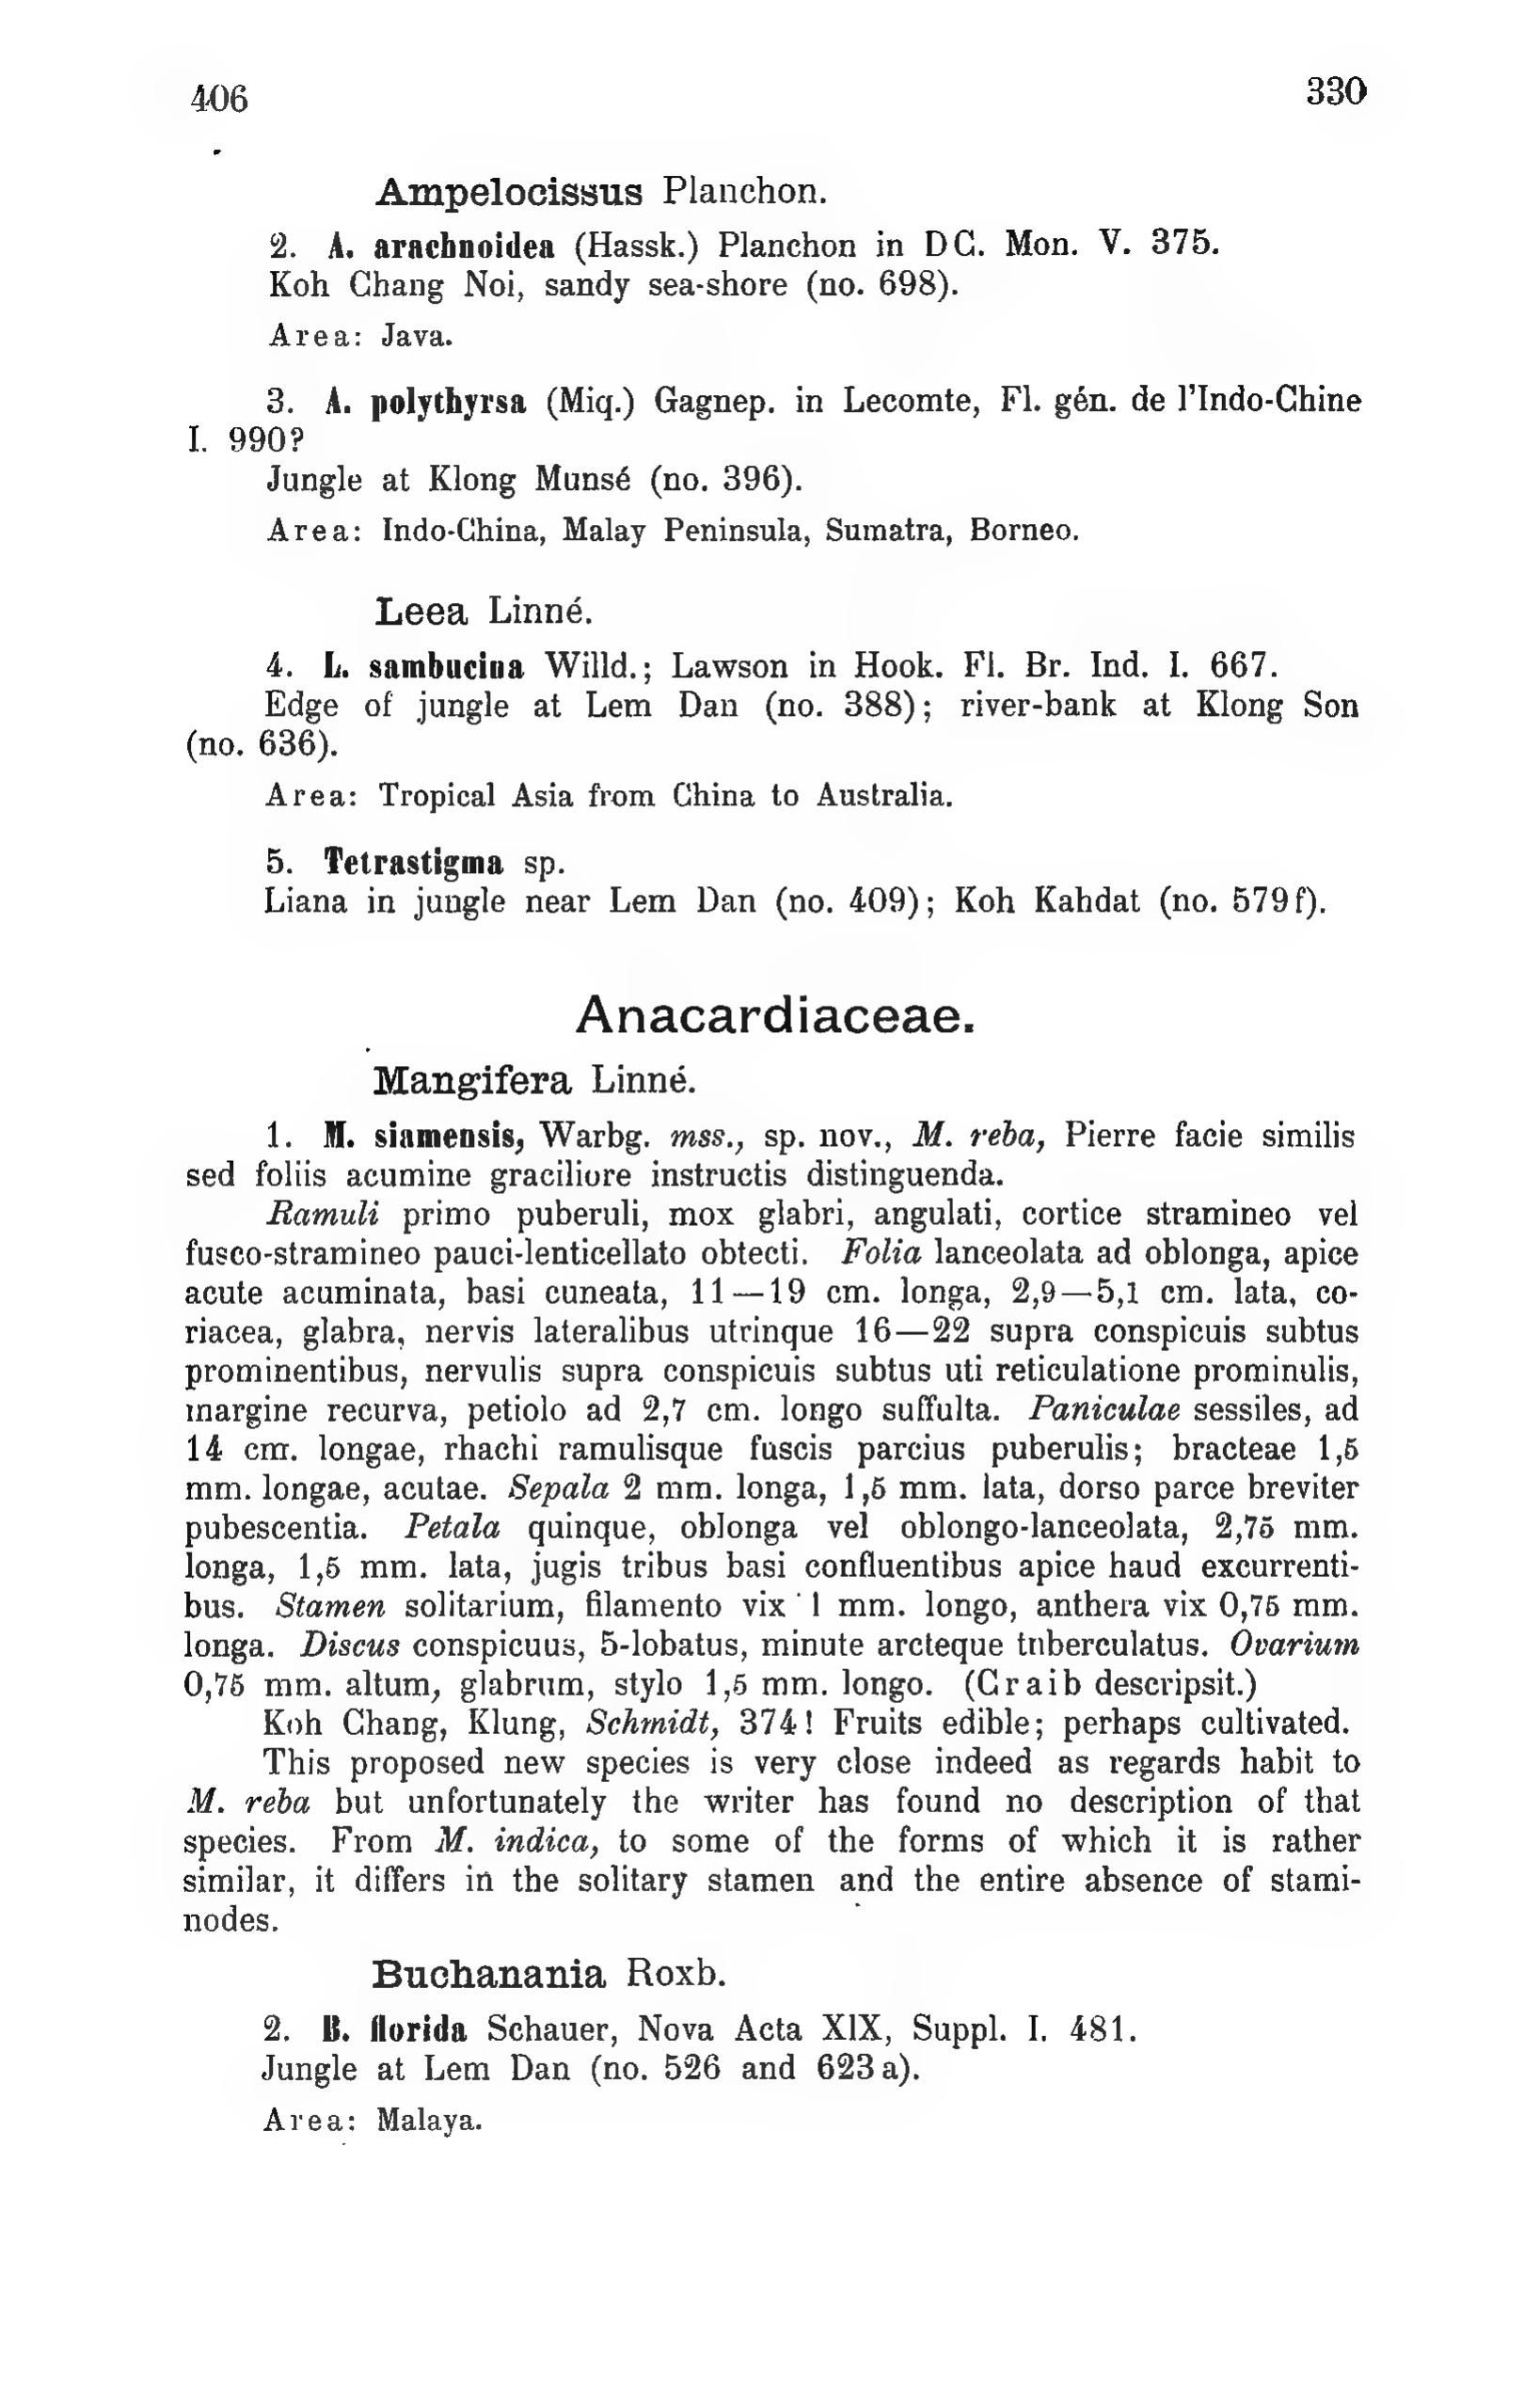 406 330
Ampelocissus Planchon.
2. A. arachnoidea (Hassk.) Planchon in DC. Mon. V. 375.
Koh Chang Noi, sandy sea-shore (no. 698).
Area: Java.
3. A. polythyrsa (Miq.) Gagnep. in Lecomte, Fl. gén. de l'Indo-Chine
I. 990?
Jungle at Klong Munsé (no. 396).
Area: Indo-China, Malay Peninsula, Sumatra, Borneo.
Leea Linné.
4. L. sambucina Willd.; Lawson in Hook. Fl. Br. Ind. I. 667.
Edge of jungle at Lem Dan (no. 388); river-bank at Klong Son
(no. 636).
Area: Tropical Asia from China to Australia.
5. Tetrastigma sp.
Liana in jungle near Lem Dan (no. 409); Koh Kahdat (no. 579 f).
Anacardiaceae.
Mangifera Linné.
1. M. siamensis, Warbg. mss., sp. nov., M. reba, Pierre facie similis
sed foliis acumine graciliore instructis distinguenda.
Ramuli primo puberuli, mox glabri, angulati, cortice stramineo vel
fusco-stramineo pauci-lenticellato obtecti. Folia lanceolata ad oblonga, apice
acute acuminata, basi cuneata, 11—19 cm. longa, 2,9—5,1 cm. lata, co-
riacea, glabra, nervis lateralibus utrinque 16—22 supra conspicuis subtus
prominentibus, nervulis supra conspicuis subtus uti reticulatione prominulis,
margine recurva, petiolo ad 2,7 cm. longo suffulta. Paniculae sessiles, ad
14 cm. longae, rhachi ramulisque fuscis parcius puberulis; bracteae 1,5
mm. longae, acutae. Sepala 2 mm. longa, 1,5 mm. lata, dorso parce breviter
pubescentia. Petala quinque, oblonga vel oblongo-lanceolata, 2,75 mm.
longa, 1,5 mm. lata, jugis tribus basi confluentibus apice haud excurrenti-
bus. Stamen solitarium, filamento vix 1 mm. longo, anthera vix 0,75 mm.
longa. Discus conspicuus, 5-lobatus, minute arcteque tuberculatus. Ovarium
0,75 mm. altum, glabrum, stylo 1,5 mm. longo. (Craib descripsit.)
Koh Chang, Klung, Schmidt, 374! Fruits edible; perhaps cultivated.
This proposed new species is very close indeed as regards habit to
M. reba but unfortunately the writer has found no description of that
species. From M. indica, to some of the forms of which it is rather
similar, it differs in the solitary stamen and the entire absence of stami-
nodes.
Buchanania Roxb.
2. B. florida Schauer, Nova Acta XIX, Suppl. I. 481.
Jungle at Lem Dan (no. 526 and 623 a).
Area: Malaya.